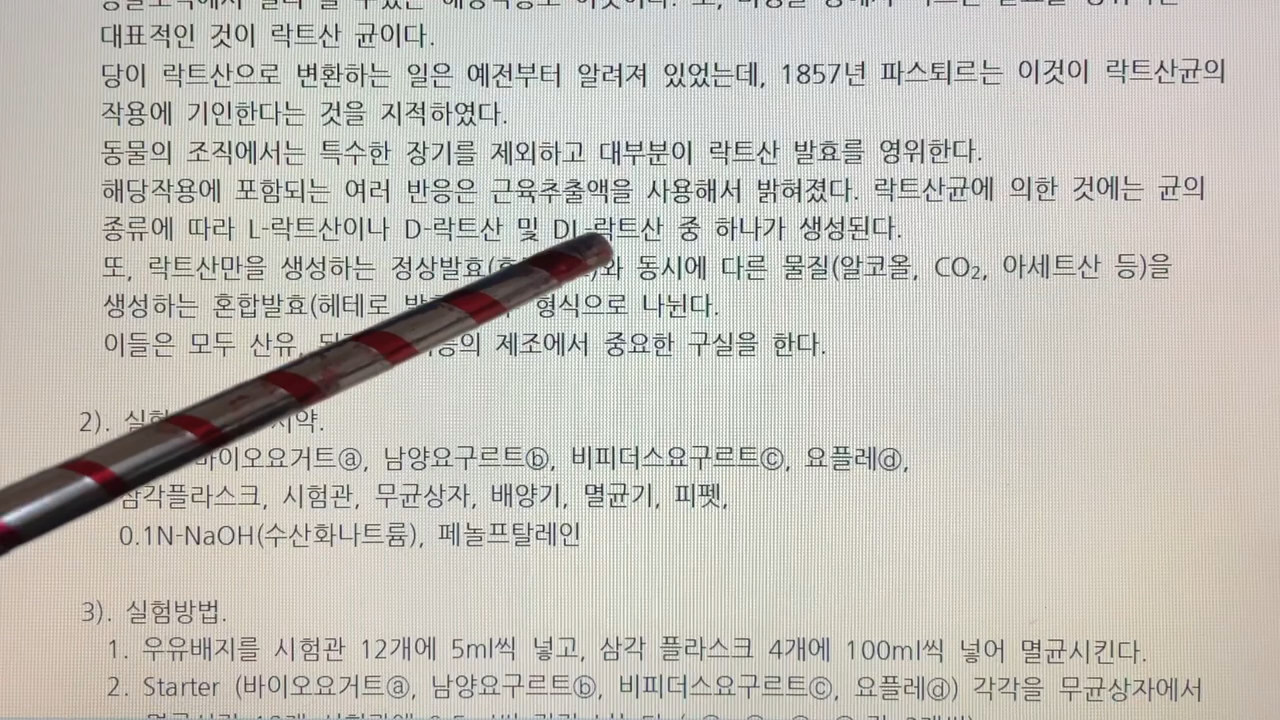 대표적인 것이 락트산 균이다.
당이 락트산으로 변환하는 일은 예전부터 알려져 있었는데, 1857년 파스퇴르는 이것이 락트산균의
작용에 기인한다는 것을 지적하였다.
동물의 조직에서는 특수한 장기를 제외하고 대부분이 락트산 발효를 영위한다.
해당작용에 포함되는 여러 반응은 근육추출액을 사용해서 밝혀졌다. 락트산균에 의한 것에는 균의
종류에 따라 L-락트산이나 D-락트산 및 DL-락트산 중 하나가 생성된다.
또, 락트산만을 생성하는 동시에 다른 물질(알코올, CO₂, 아세트산 등)을
생성하는 혼합발효(헤테로 형식으로 나뉜다.
이들은 모두 산유, 제조에서 중요한 구실을 한다.
2).
바이오요거트ⓐ, 남양요구르트ⓑ, 비피더스요구르트ⓒ, 요플레ⓓ,
삼각플라스크, 시험관, 무균상자, 배양기, 멸균기, 피펫,
0.1N-NaOH(수산화나트륨), 페놀프탈레인
3). 실험방법.
1. 우유배지를 시험관 12개에 5ml씩 넣고, 삼각 플라스크 4개에 100ml씩 넣어 멸균시킨다.
2. Starter (바이오요거트ⓐ, 남양요구르트ⓑ, 비피더스요구르트ⓒ, 요플레ⓓ) 각각을 무균상자에서